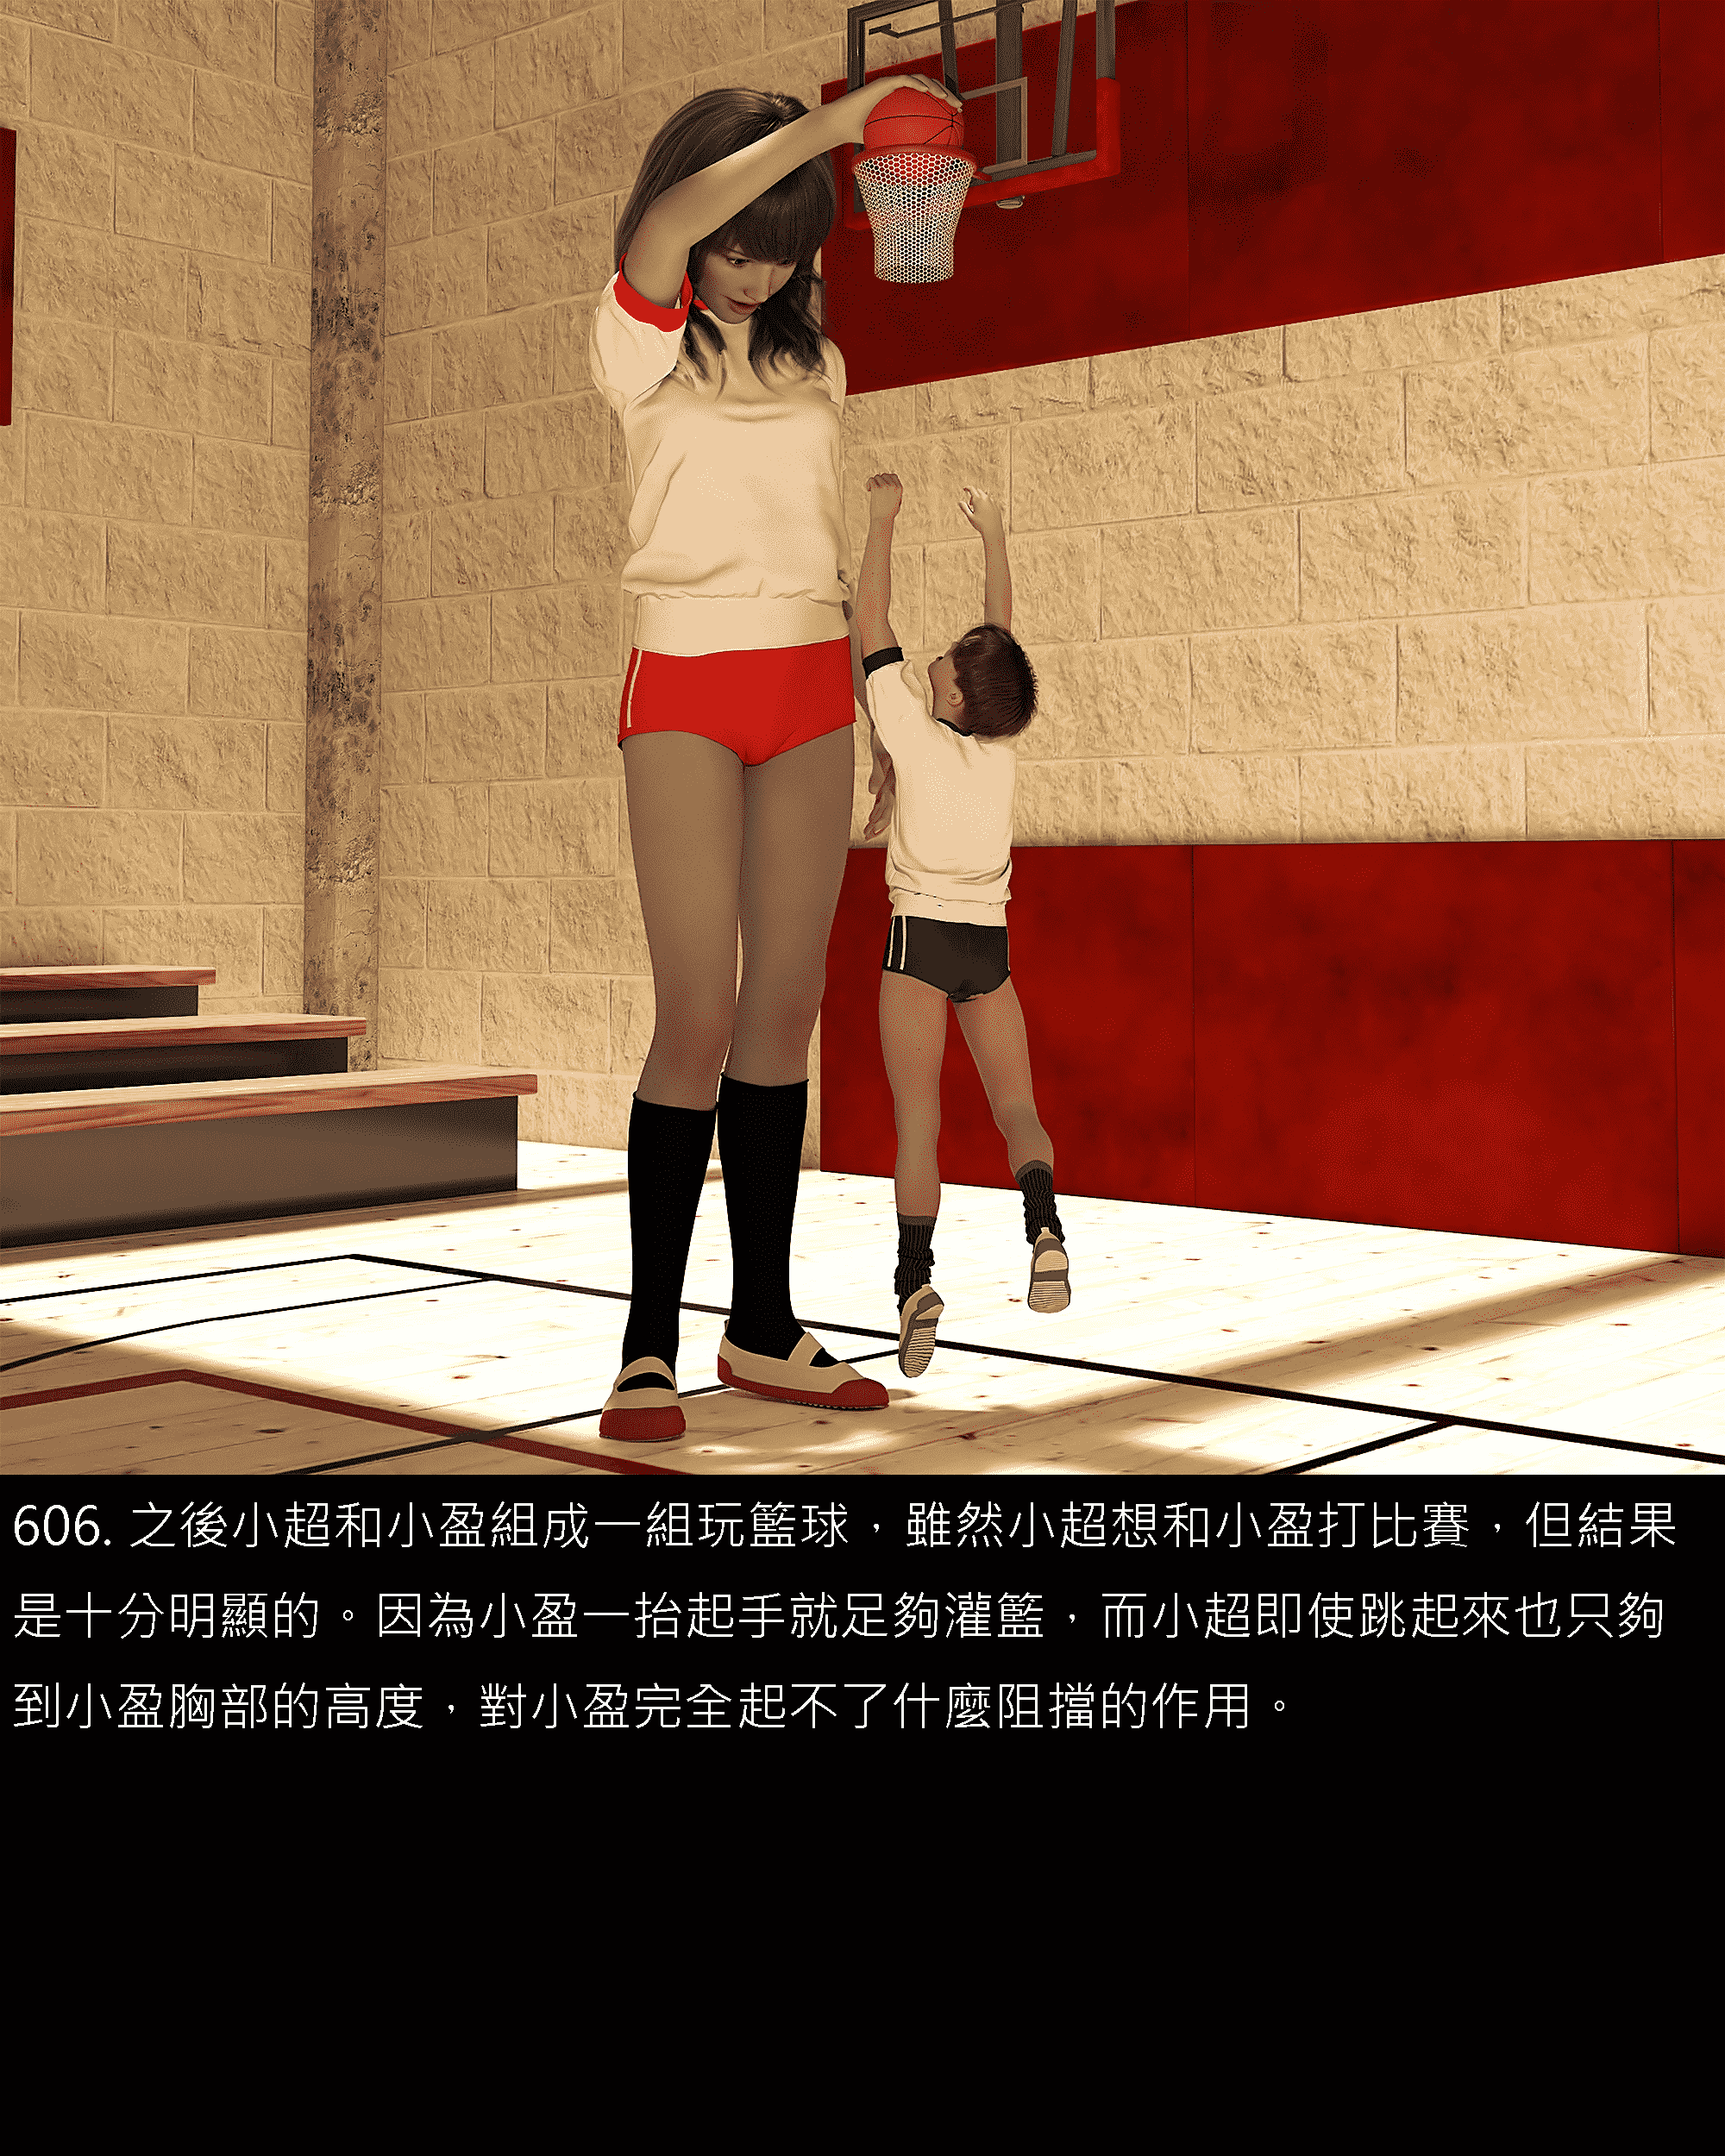 606. 之後小超和小盈組成一組玩籃球，雖然小超想和小盈打比賽，但結果
是十分明顯的。因為小盈一抬起手就足夠灌籃，而小超即使跳起來也只夠
到小盈胸部的高度，對小盈完全起不了什麼阻擋的作用。